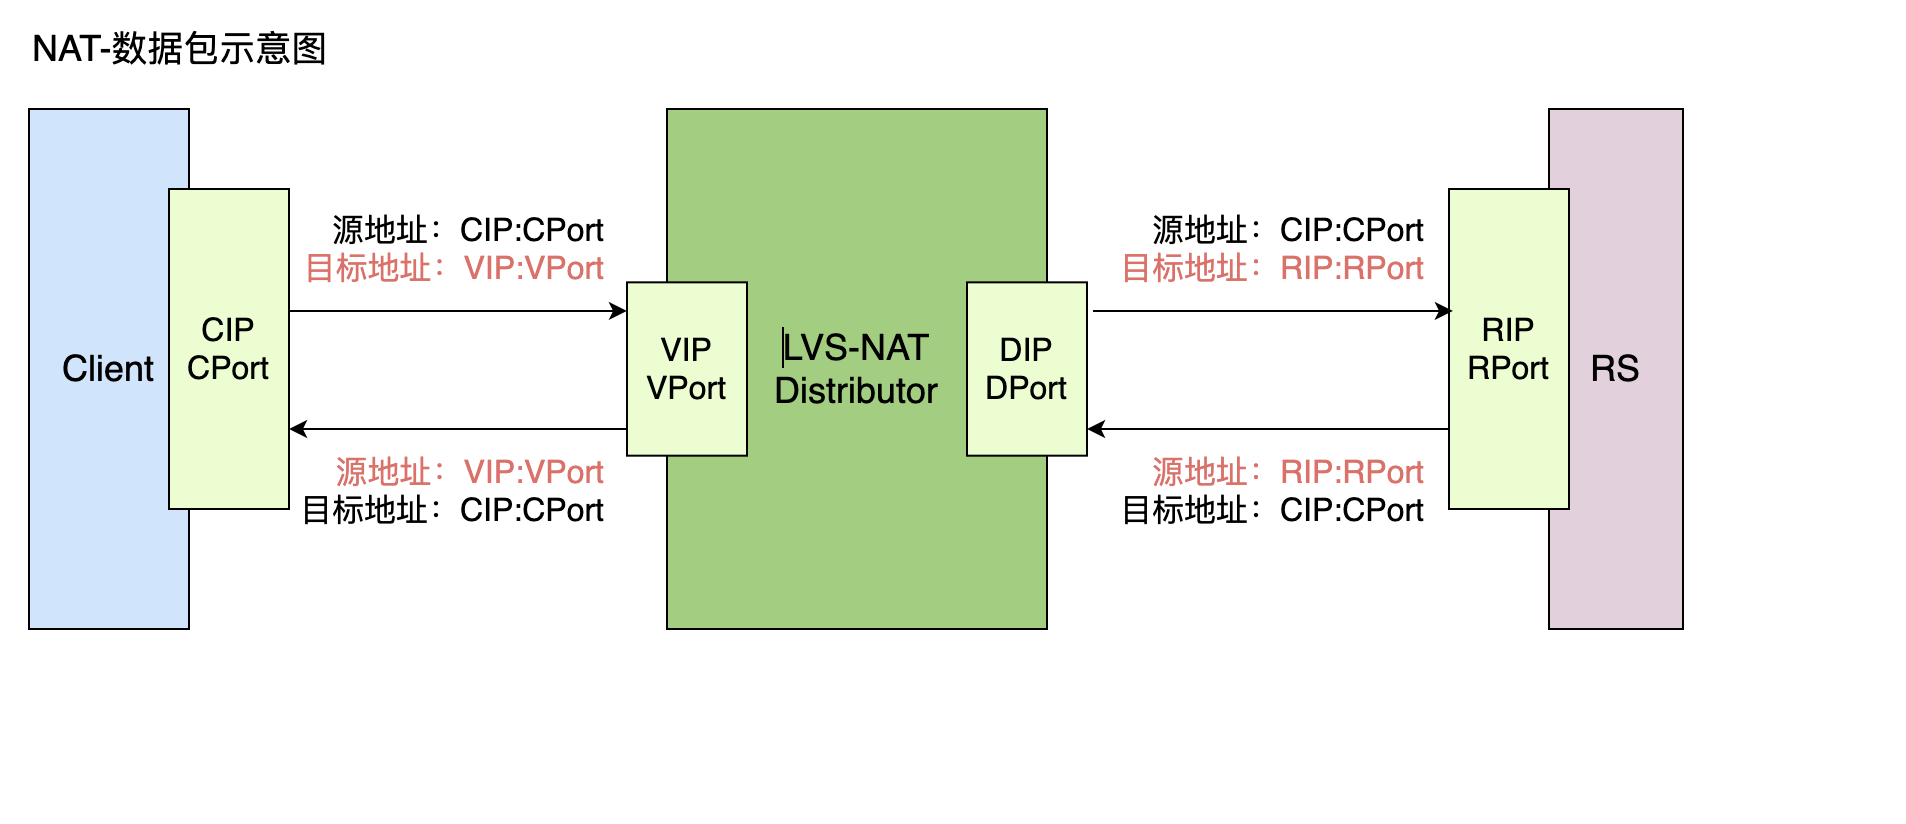 NAT-数据包示意图
Client
CIP
CPort
源地址：CIP:CPort
目标地址：VIP:VPort
源地址：VIP:VPort
目标地址：CIP:CPort
VIP
VPort
LVS-NAT
Distributor
DIP
DPort
源地址：CIP:CPort
目标地址：RIP:RPort
源地址：RIP:RPort
目标地址：CIP:CPort
RIP
RPort
RS